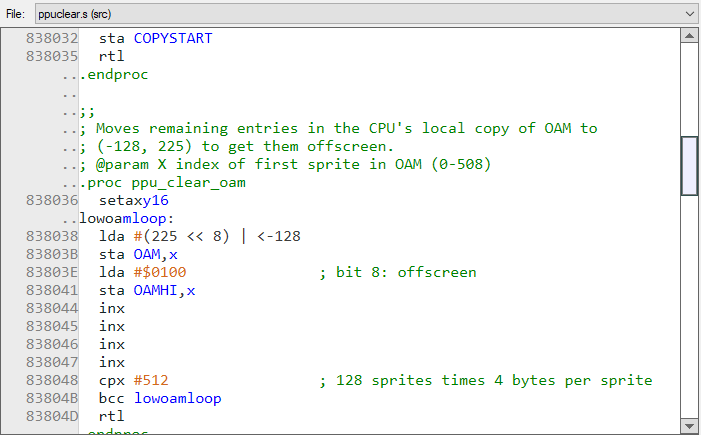 File: ppuclear.s (src)
838032 sta COPYSTART
838035 rtl
...endproc
..
..;;
..; Moves remaining entries in the CPU's local copy of OAM to
..; (-128, 225) to get them offscreen.
..; @param X index of first sprite in OAM (0-508)
...proc ppu_clear_oam
838036 setaxy16
..lowoamloop:
838038 lda #(225 << 8) | <-128
83803B sta OAM,x
83803E lda #$0100 ; bit 8: offscreen
838041 sta OAMHI,x
838044 inx
838045 inx
838046 inx
838047 inx
838048 cpx #512 ; 128 sprites times 4 bytes per sprite
83804B bcc lowoamloop
83804D rtl
...endproc